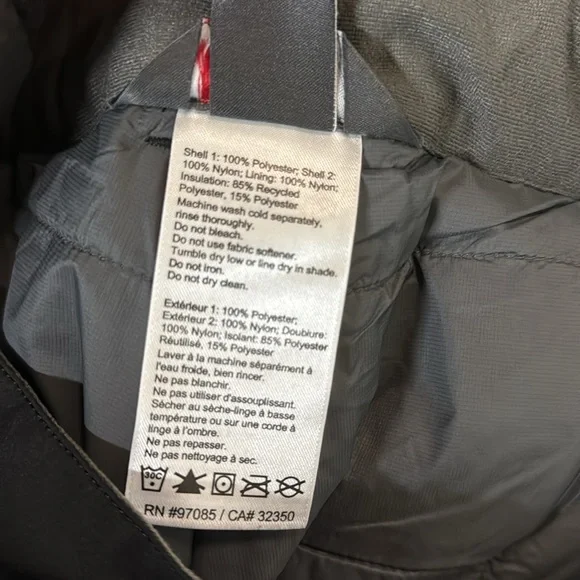 Shell 1: 100% Polyester; Shell 2:
100% Nylon; Lining: 100% Nylon;
Insulation: 85% Recycled
Polyester, 15% Polyester
Machine wash cold separately,
rinse thoroughly.
Do not bleach.
Do not use fabric softener.
Tumble dry low or line dry in shade.
Do not iron.
Do not dry clean.
Extérieur 1: 100% Polyester;
Extérieur 2: 100% Nylon; Doublure:
100% Nylon; Isolant: 85% Polyester
Réutilisé, 15% Polyester
Laver à la machine séparément à
l'eau froide, bien rincer.
Ne pas blanchir.
Ne pas utiliser d'assouplissant.
Sécher au sèche-linge à basse
température ou sur une corde à
linge à l'ombre.
Ne pas repasser.
Ne pas nettoyage à sec.
30C
RN #97085 / CA# 32350